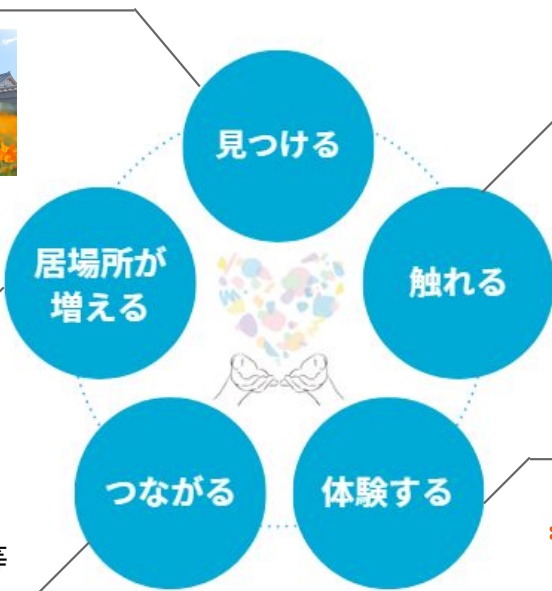 見つける
触れる
体験する
つながる
居場所が
増える